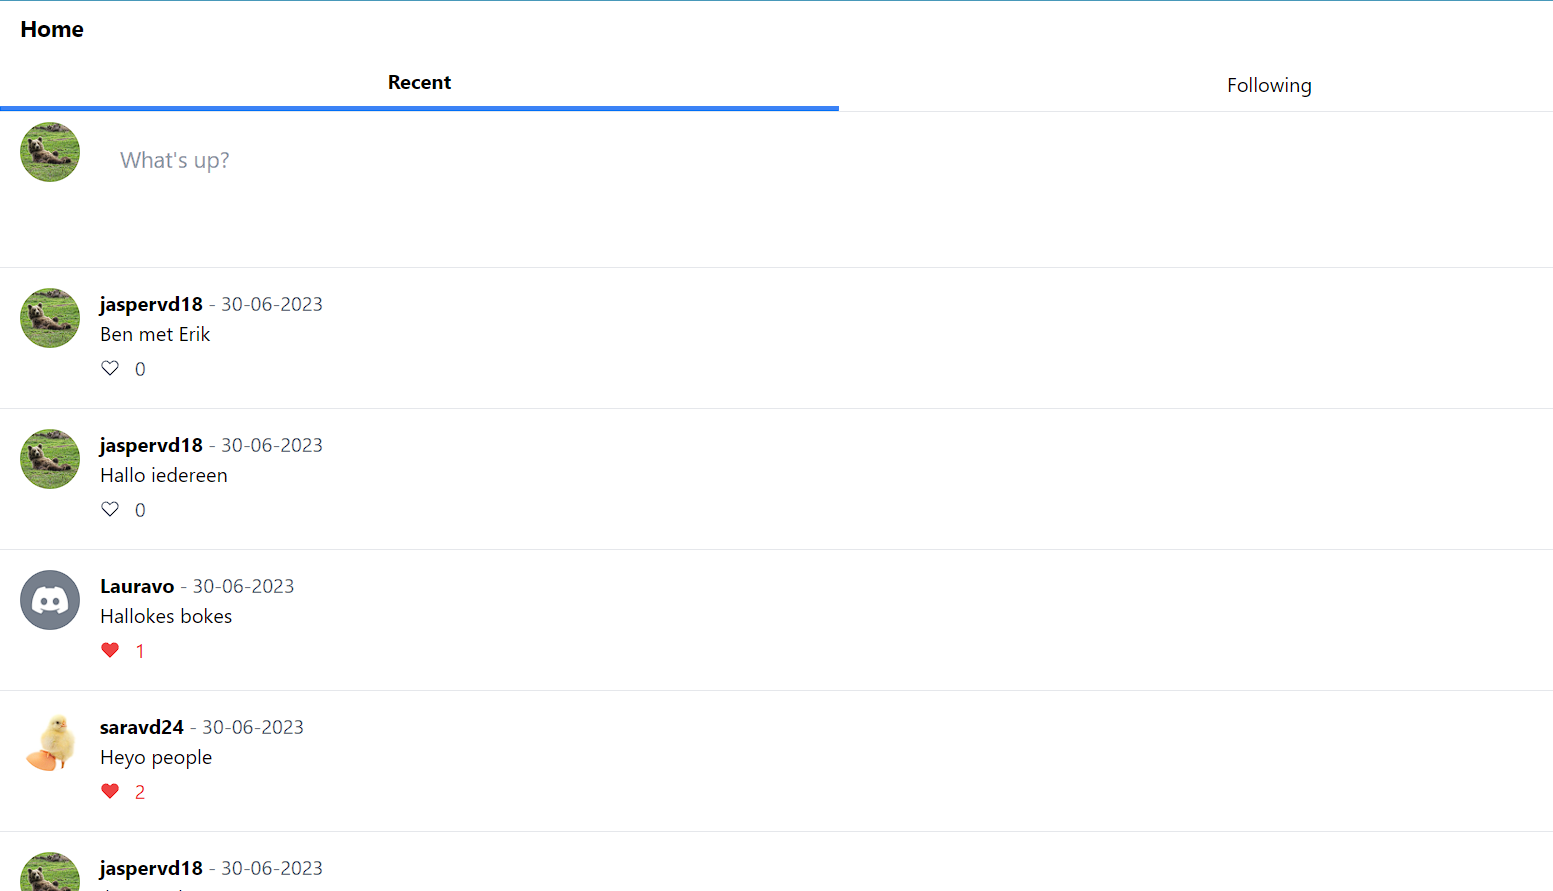 Home
Recent
Following
What's up?
jaspervd18 - 30-06-2023
Ben met Erik
0
jaspervd18 - 30-06-2023
Hallo iedereen
0
Lauravo - 30-06-2023
Hallokes bokes
1
saravd24 - 30-06-2023
Heyo people
2
jaspervd18 - 30-06-2023